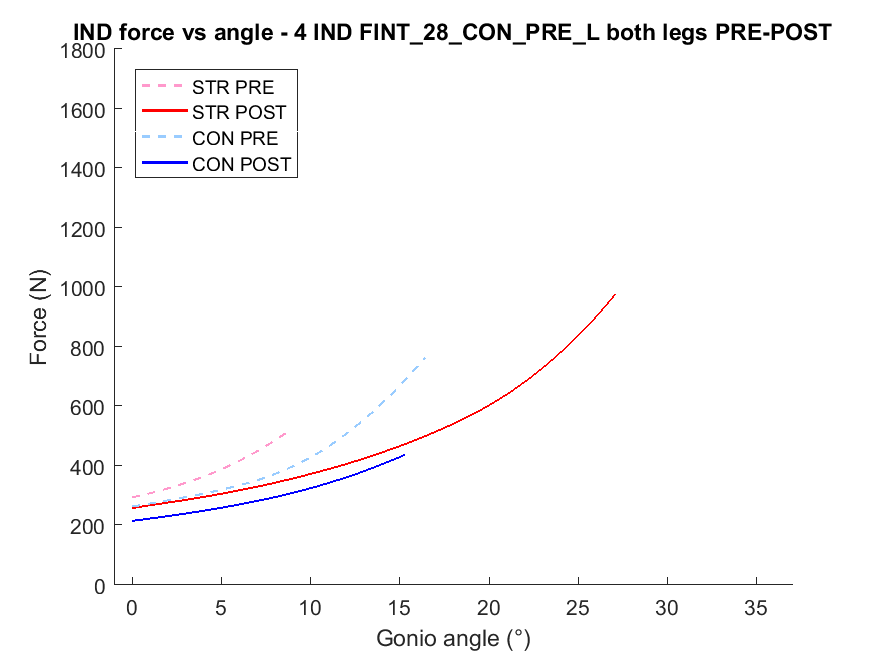 IND force vs angle - 4 IND FINT_28_CON_PRE_L both legs PRE-POST
1800
1600
1400
1200
1000
800
600
400
200
0
Force (N)
STR PRE
STR POST
CON PRE
CON POST
0 5 10 15 20 25 30 35
Gonio angle (°)